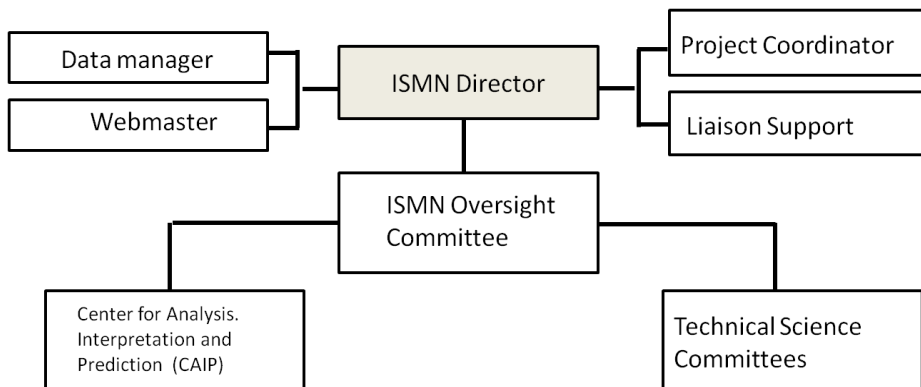 Data manager
Webmaster
ISMN Director
Project Coordinator
Liaison Support
ISMN Oversight
Committee
Center for Analysis.
Interpretation and
Prediction (CAIP)
Technical Science
Committees